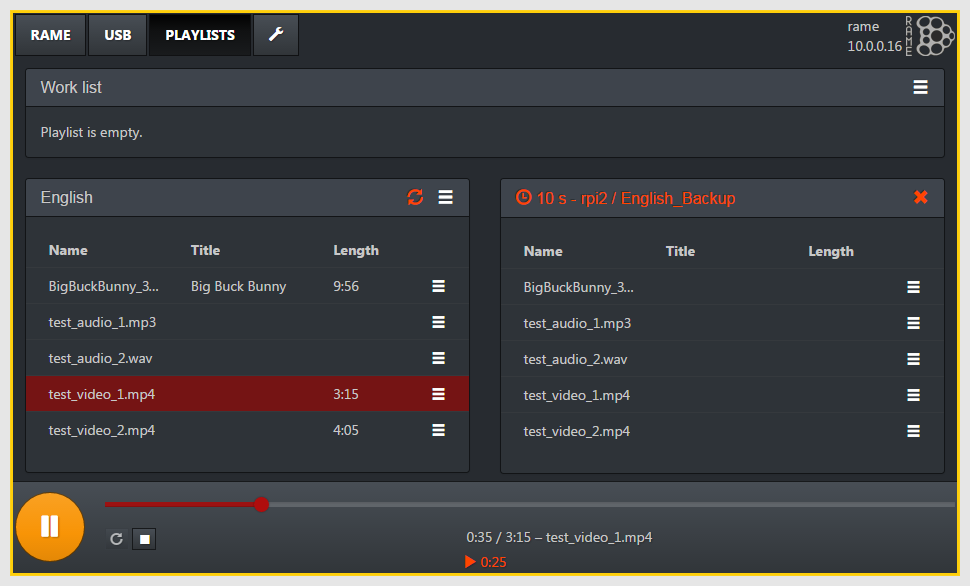 RAME USB PLAYLISTS
rame
10.0.0.16
RAME
Work list
Playlist is empty.
English
Name Title Length
BigBuckBunny_3... Big Buck Bunny 9:56
test_audio_1.mp3
test_audio_2.wav
test_video_1.mp4 3:15
test_video_2.mp4 4:05
10 s - rpi2 / English_Backup
Name Title Length
BigBuckBunny_3...
test_audio_1.mp3
test_audio_2.wav
test_video_1.mp4
test_video_2.mp4
0:35 / 3:15 – test_video_1.mp4
0:25